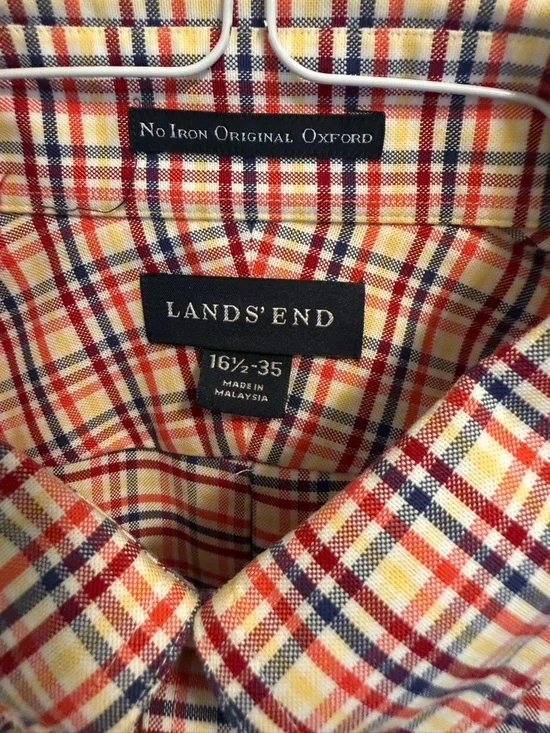 No Iron Original Oxford
LANDS' END
16½-35
MADE IN
MALAYSIA